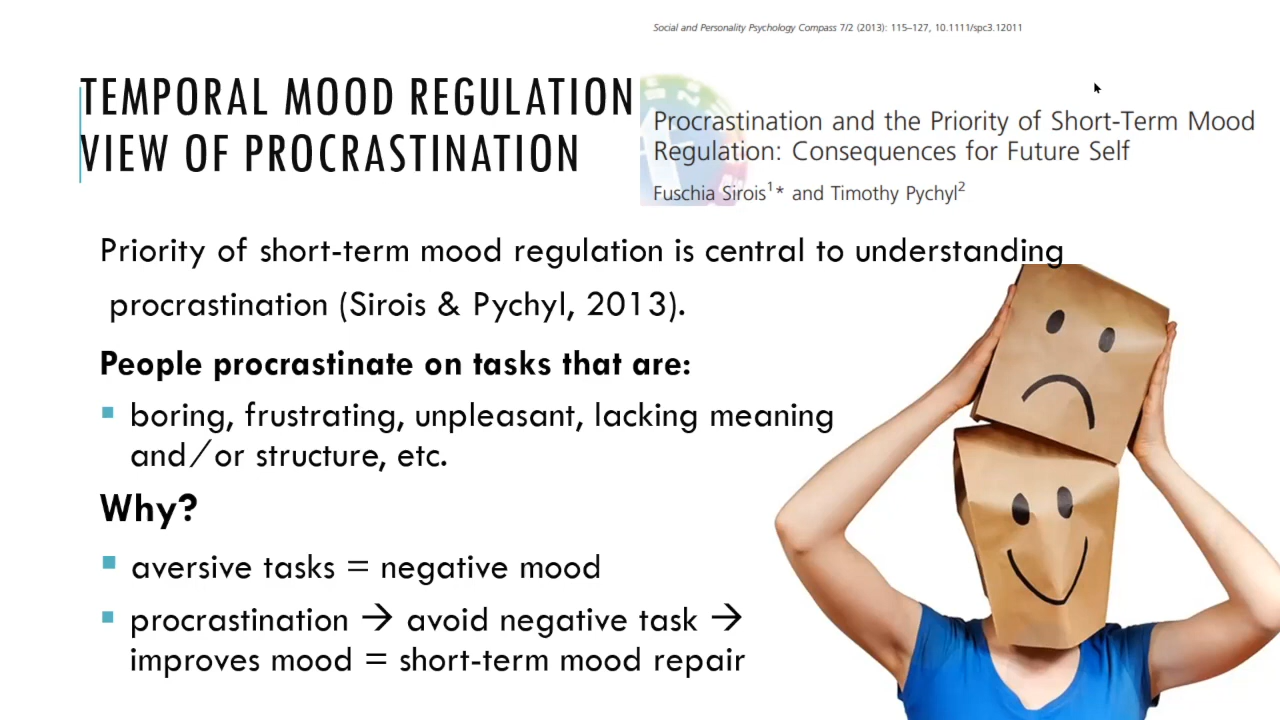 Social and Personality Psychology Compass 7/2 (2013): 115–127, 10.1111/spc3.12011
TEMPORAL MOOD REGULATION
VIEW OF PROCRASTINATION
Procrastination and the Priority of Short-Term Mood
Regulation: Consequences for Future Self
Fuschia Sirois¹* and Timothy Pychyl²
Priority of short-term mood regulation is central to understanding
procrastination (Sirois & Pychyl, 2013).
People procrastinate on tasks that are:
▪ boring, frustrating, unpleasant, lacking meaning
and/or structure, etc.
Why?
▪ aversive tasks = negative mood
▪ procrastination → avoid negative task →
improves mood = short-term mood repair